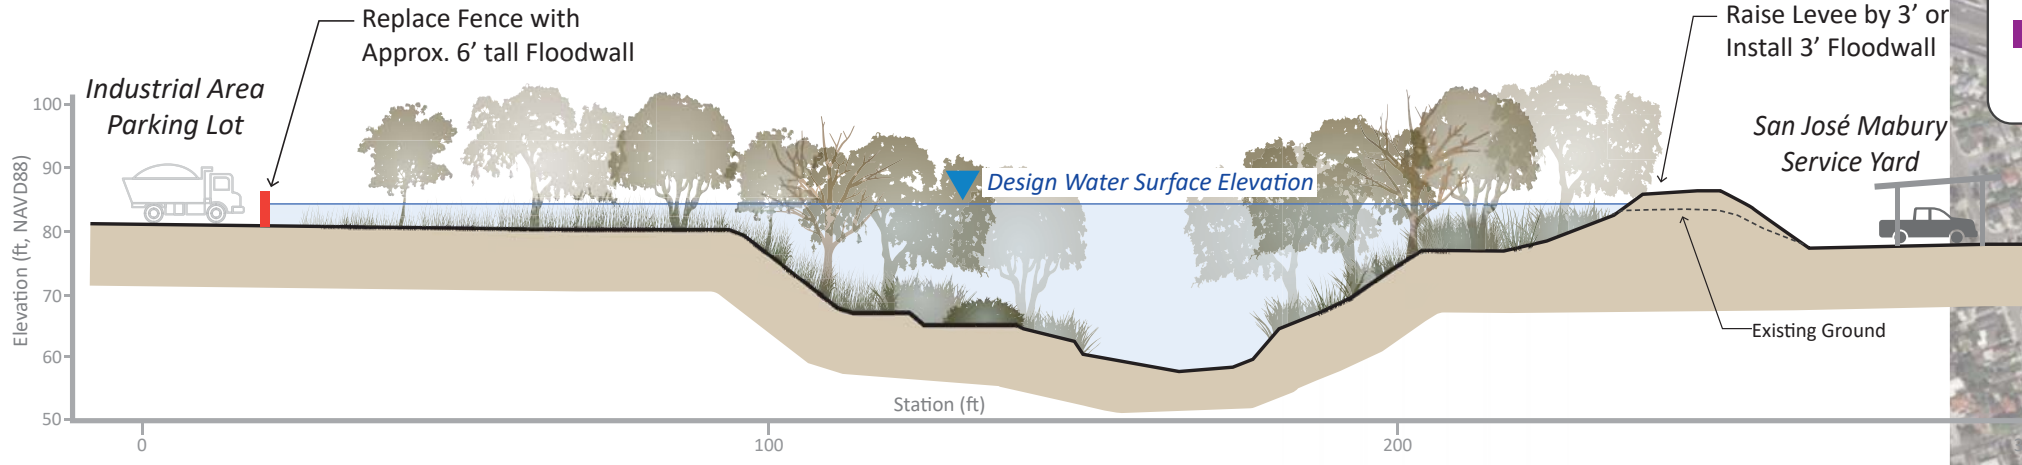 Replace Fence with
Approx. 6’ tall Floodwall
Raise Levee by 3’ or
Install 3’ Floodwall
Industrial Area
Parking Lot
San José Mabury
Service Yard
Design Water Surface Elevation
Existing Ground
Elevation (ft, NAVD88)
100
90
80
70
60
50
Station (ft)
0
100
200